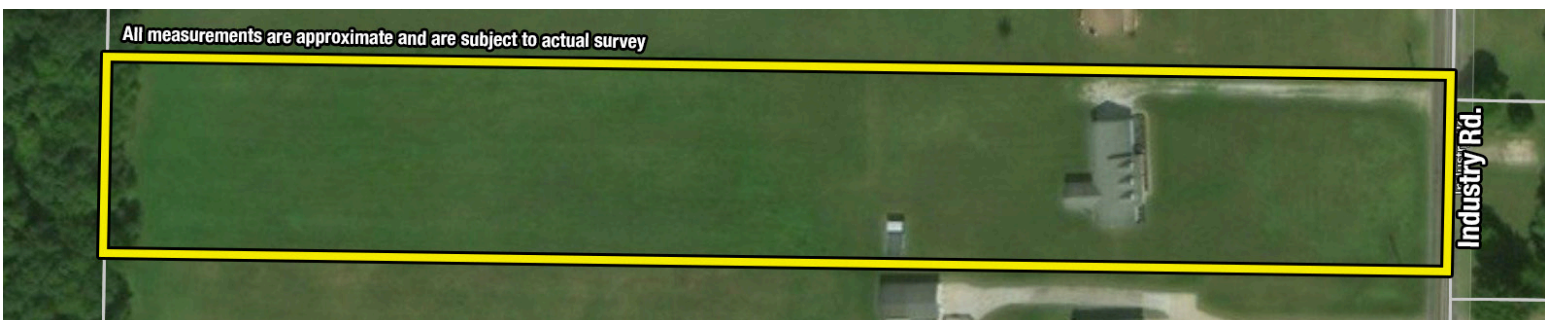 All measurements are approximate and are subject to actual survey
Industry Rd.